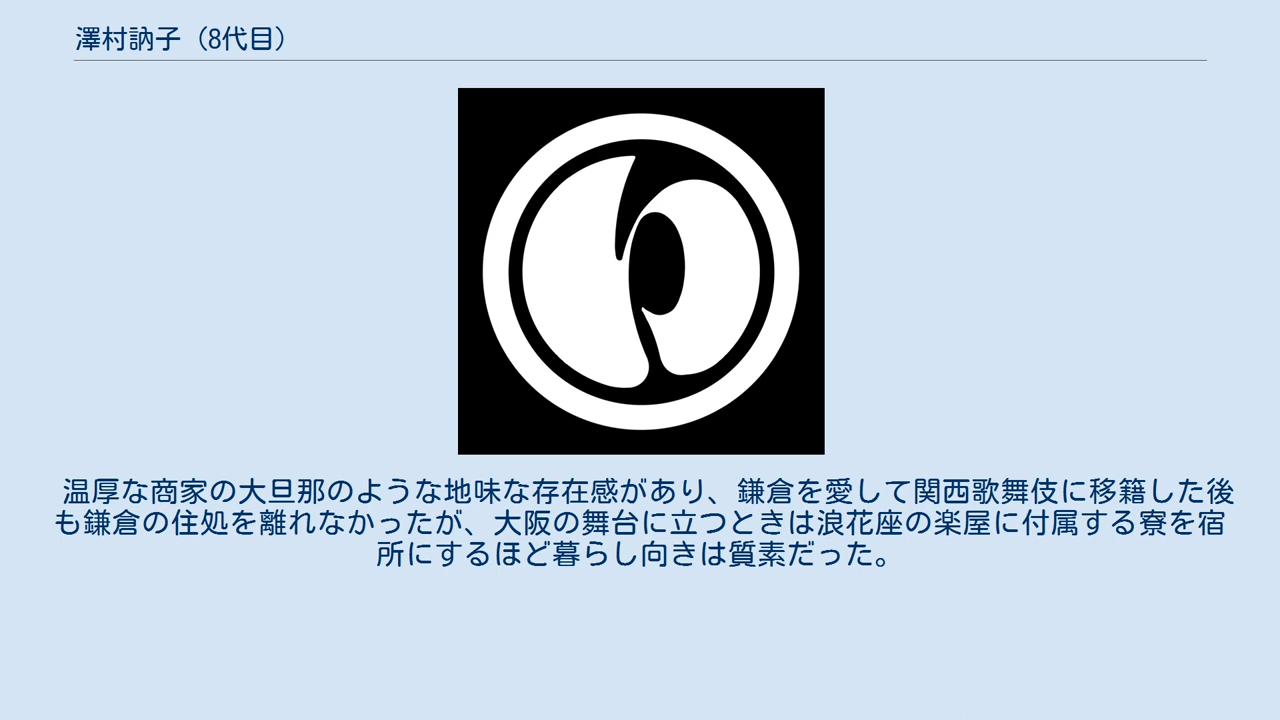 澤村訥子（8代目）
温厚な商家の大旦那のような地味な存在感があり、鎌倉を愛して関西歌舞伎に移籍した後
も鎌倉の住処を離れなかったが、大阪の舞台に立つときは浪花座の楽屋に付属する寮を宿
所にするほど暮らし向きは質素だった。